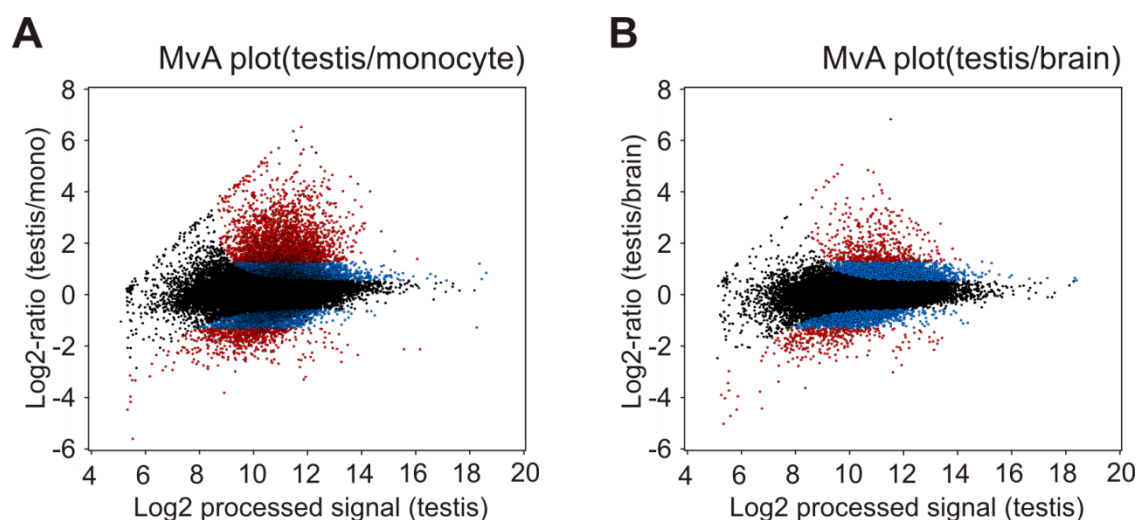 A
MvA plot(testis/monocyte)
8
6
4
2
0
-2
-4
-6
Log2-ratio (testis/mono)
4 6 8 10 12 14 16 18 20
Log2 processed signal (testis)
B
MvA plot(testis/brain)
8
6
4
2
0
-2
-4
-6
Log2-ratio (testis/brain)
4 6 8 10 12 14 16 18 20
Log2 processed signal (testis)